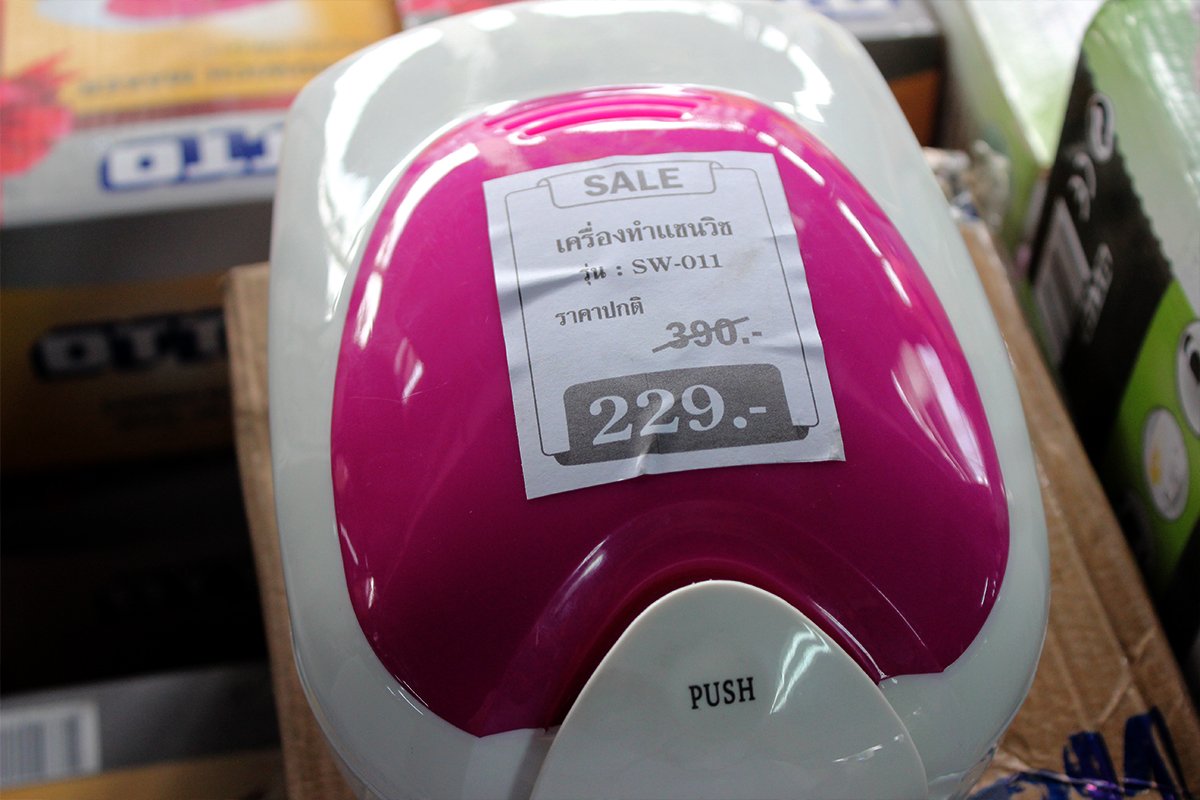 SALE
เครื่องทำแซนวิช
รุ่น : SW-011
ราคาปกติ
390.-
229.-
PUSH
OTTO